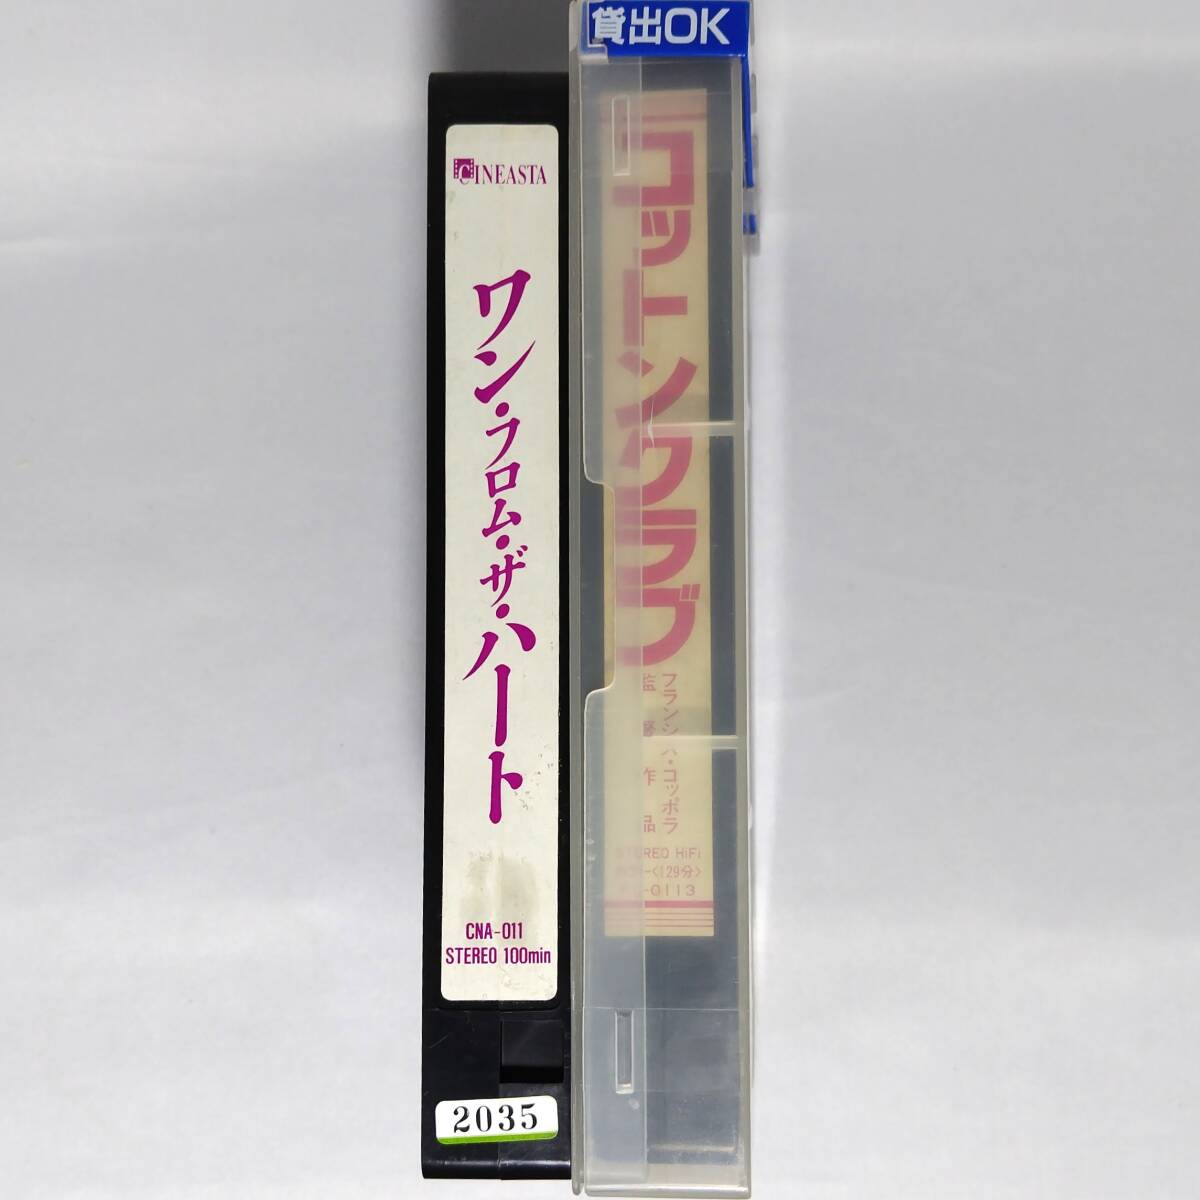 CINEASTA
ワン・フロム・ザ・ハート
CNA-011
STEREO 100min
2035
貸出OK
コットンクラブ
フランシス・コッポラ
監督作品
STEREO HiFi
<129分>
-0113